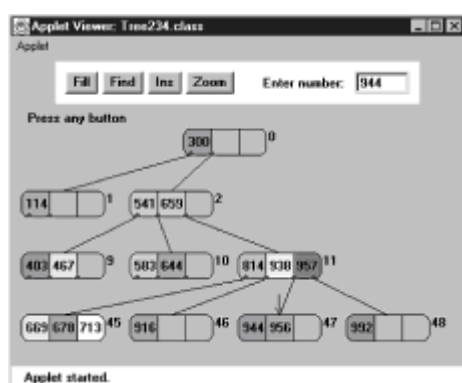 Applet Viewer: Tree234.class
Applet
Fill Find Ins Zoom Enter number: 944
Press any button
300 0
114 1 541 659 2
403 467 9 583 644 10 814 938 957 11
669 678 713 45 916 46 944 956 47 992 48
Applet started.